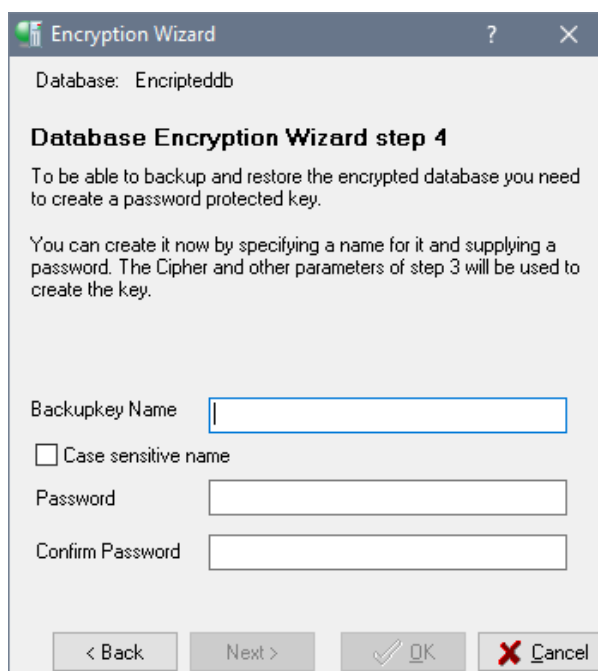 Encryption Wizard ?
Database: Encripteddb
Database Encryption Wizard step 4
To be able to backup and restore the encrypted database you need
to create a password protected key.
You can create it now by specifying a name for it and supplying a
password. The Cipher and other parameters of step 3 will be used to
create the key.
Backupkey Name
Case sensitive name
Password
Confirm Password
< Back Next > OK Cancel